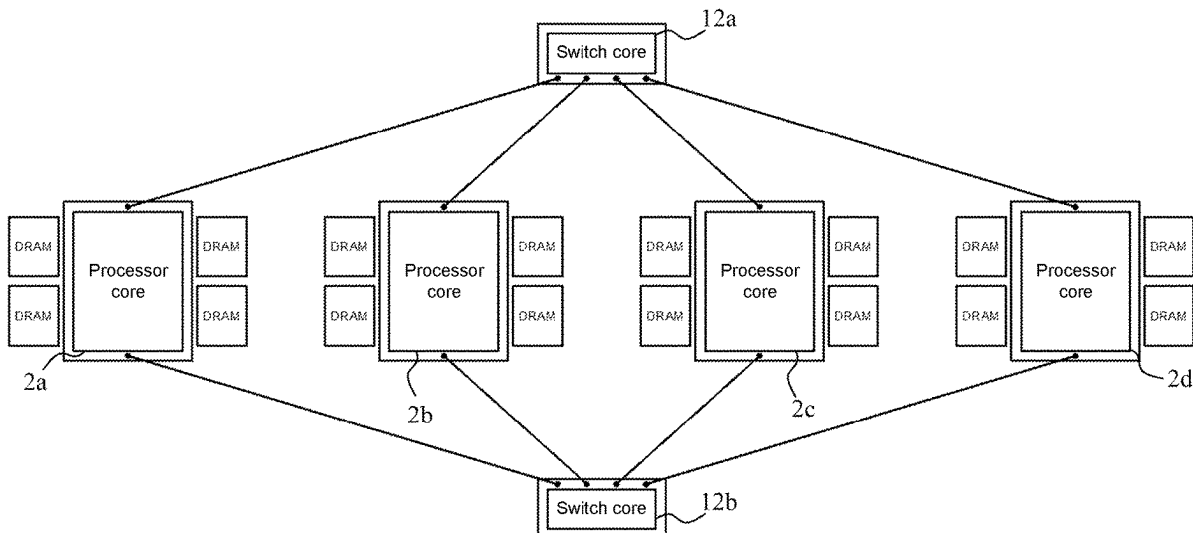 12a
Switch core
DRAM DRAM DRAM DRAM DRAM DRAM DRAM DRAM
Processor Processor Processor Processor
core core core core
DRAM DRAM DRAM DRAM DRAM DRAM DRAM DRAM
2a 2b 2c 2d
12b
Switch core